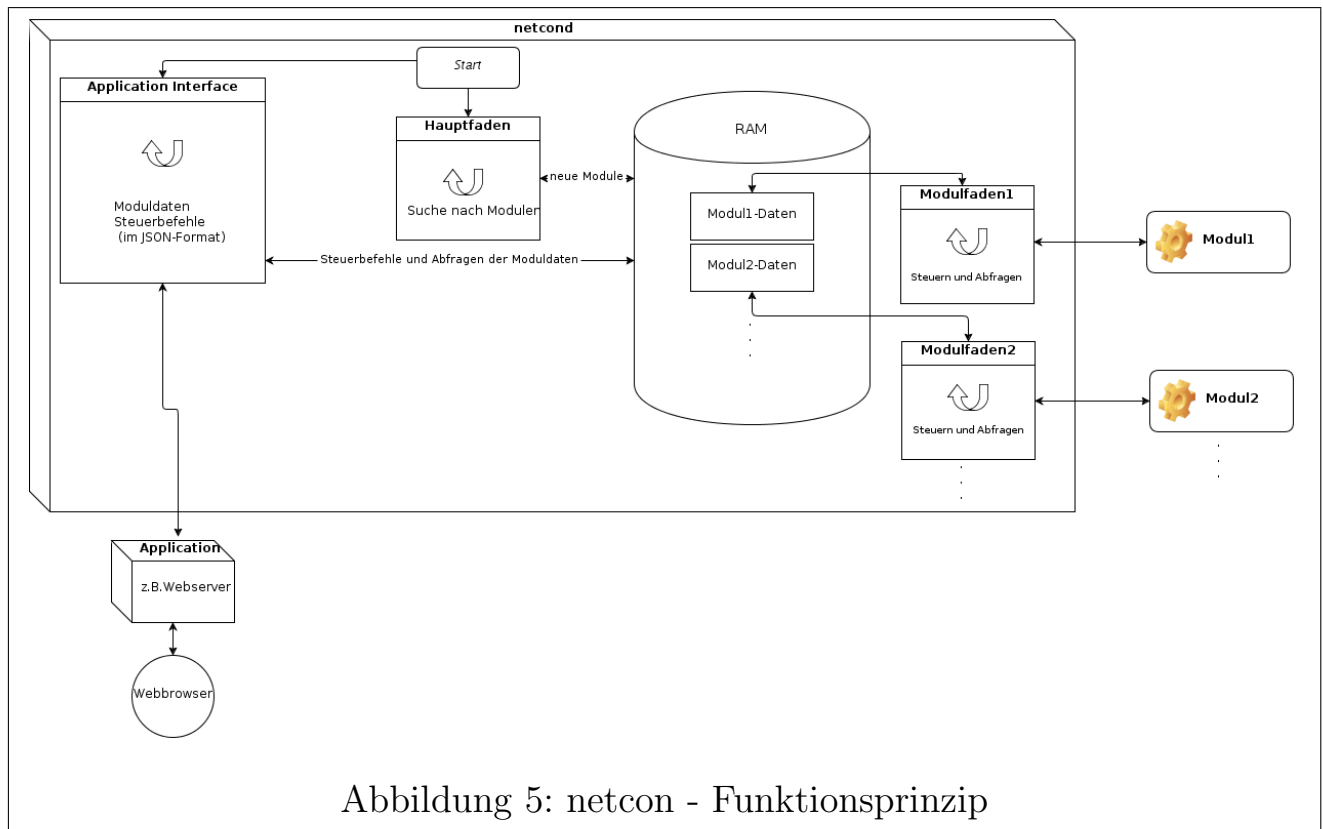 netcond
Start
Application Interface
Moduldaten
Steuerbefehle
(im JSON-Format)
Hauptfaden
Suche nach Modulen
neue Module
Steuerbefehle und Abfragen der Moduldaten
RAM
Modul1-Daten
Modul2-Daten
.
.
.
Modulfaden1
Steuern und Abfragen
Modul1
Modulfaden2
Steuern und Abfragen
.
.
.
Modul2
.
.
.
Application
z.B.Webserver
Webbrowser
Abbildung 5: netcon - Funktionsprinzip